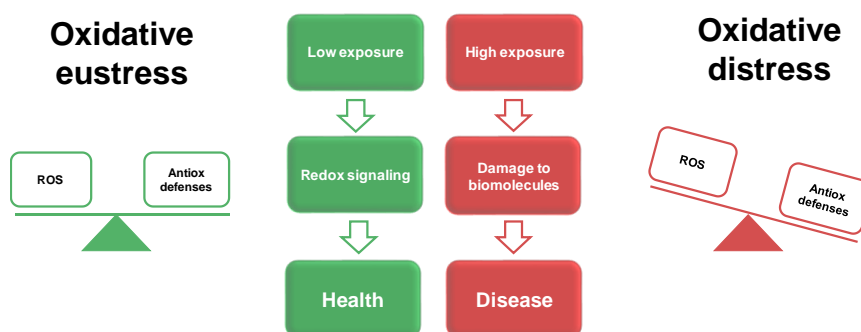 Oxidative
eustress
ROS
Antiox
defenses
Low exposure
Redox signaling
Health
High exposure
Damage to
biomolecules
Disease
Oxidative
distress
ROS
Antiox
defenses